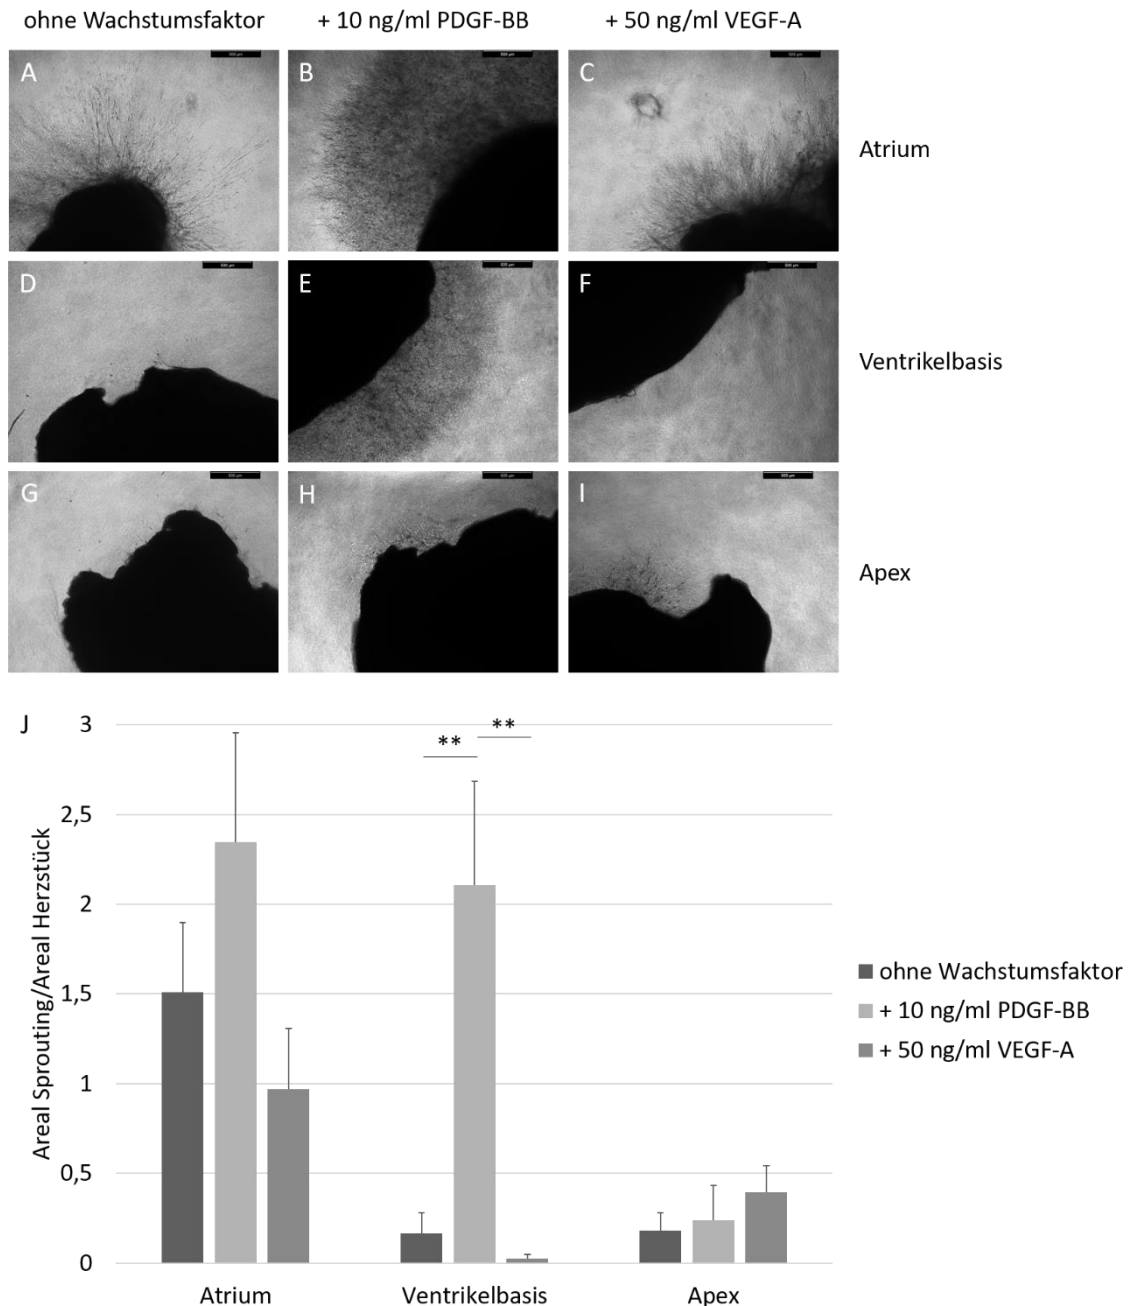 ohne Wachstumsfaktor + 10 ng/ml PDGF-BB + 50 ng/ml VEGF-A
A B C
Atrium
D E F
Ventrikelbasis
G H I
Apex
J
3
2,5
2
1,5
1
0,5
0
Areal Sprouting/Areal Herzstück
** **
Atrium Ventrikelbasis Apex
ohne Wachstumsfaktor
+ 10 ng/ml PDGF-BB
+ 50 ng/ml VEGF-A